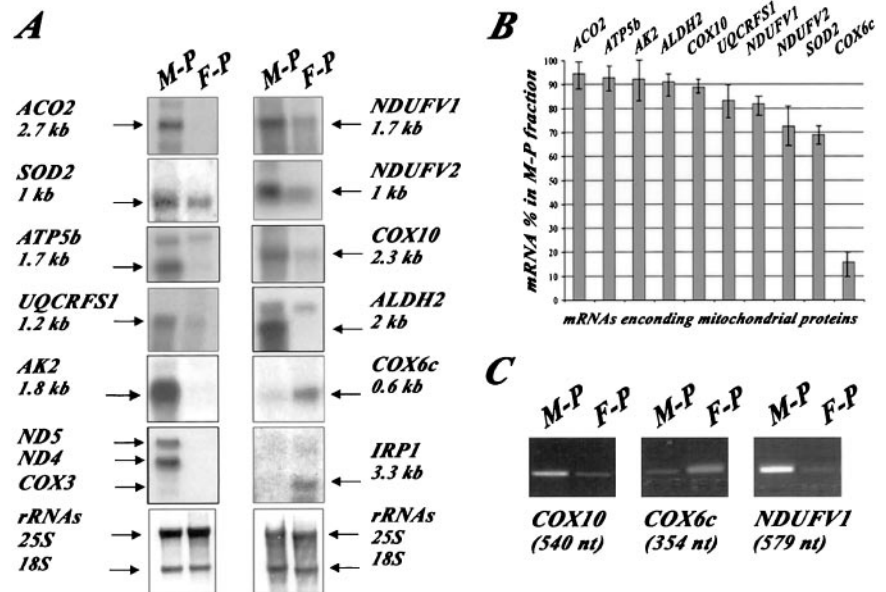 A
M-P F-P M-P F-P
ACO2
2.7 kb
SOD2
1 kb
ATP5b
1.7 kb
UQCRFS1
1.2 kb
AK2
1.8 kb
ND5
ND4
COX3
rRNAs
25S
18S
NDUFV1
1.7 kb
NDUFV2
1 kb
COX10
2.3 kb
ALDH2
2 kb
COX6c
0.6 kb
IRP1
3.3 kb
rRNAs
25S
18S
B
ACO2 ATP5b AK2 ALDH2 COX10 UQCRFS1 NDUFV1 NDUFV2 SOD2 COX6c
mRNA % in M-P fraction
100
90
80
70
60
50
40
30
20
10
0
mRNAs enconding mitochondrial proteins
C
M-P F-P M-P F-P M-P F-P
COX10 COX6c NDUFV1
(540 nt) (354 nt) (579 nt)